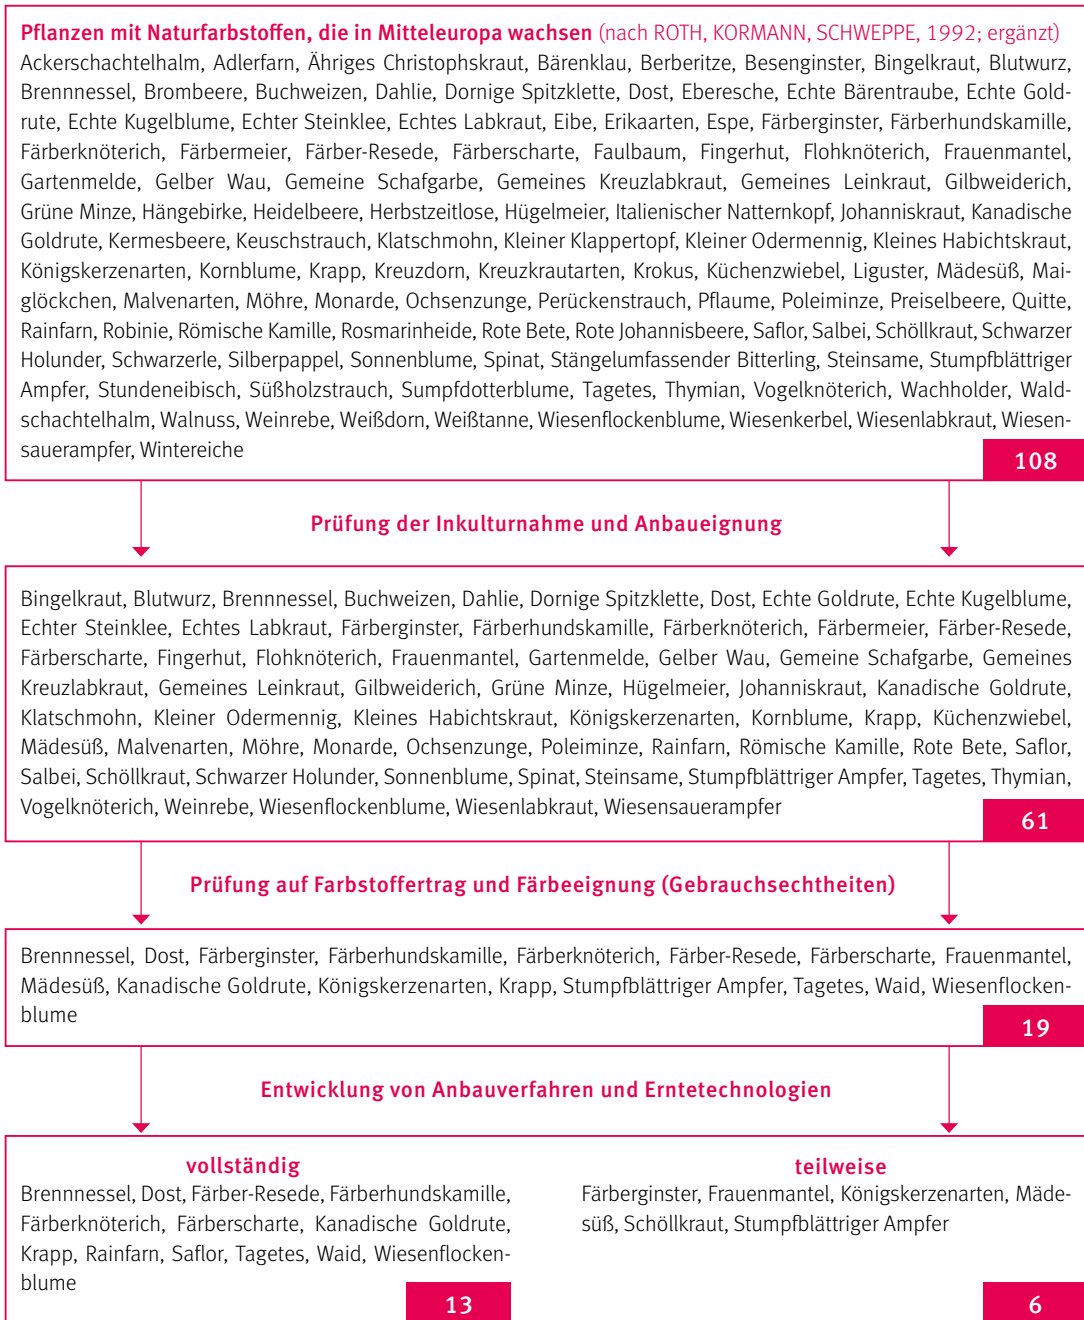 Pflanzen mit Naturfarbstoffen, die in Mitteleuropa wachsen (nach ROTH, KORMANN, SCHWEPPE, 1992; ergänzt)
Ackerschachtelhalm, Adlerfarn, Ähriges Christophskraut, Bärenklau, Berberitze, Besenginster, Bingelkraut, Blutwurz,
Brennnessel, Brombeere, Buchweizen, Dahlie, Dornige Spitzklette, Dost, Eberesche, Echte Bärentraube, Echte Gold-
rute, Echte Kugelblume, Echter Steinklee, Echtes Labkraut, Eibe, Erikaarten, Espe, Färberginster, Färberhundskamille,
Färberknöterich, Färbermeier, Färber-Resede, Färberscharte, Faulbaum, Fingerhut, Flohknöterich, Frauenmantel,
Gartenmelde, Gelber Wau, Gemeine Schafgarbe, Gemeines Kreuzlabkraut, Gemeines Leinkraut, Gilbweiderich,
Grüne Minze, Hängebirke, Heidelbeere, Herbstzeitlose, Hügelmeier, Italienischer Natternkopf, Johanniskraut, Kanadische
Goldrute, Kermesbeere, Keuschstrauch, Klatschmohn, Kleiner Klappertopf, Kleiner Odermennig, Kleines Habichtskraut,
Königskerzenarten, Kornblume, Krapp, Kreuzdorn, Kreuzkrautarten, Krokus, Küchenzwiebel, Liguster, Mädesüß, Mai-
glöckchen, Malvenarten, Möhre, Monarde, Ochsenzunge, Perückenstrauch, Pflaume, Poleiminze, Preiselbeere, Quitte,
Rainfarn, Robinie, Römische Kamille, Rosmarinheide, Rote Bete, Rote Johannisbeere, Saflor, Salbei, Schöllkraut, Schwarzer
Holunder, Schwarzerle, Silberpappel, Sonnenblume, Spinat, Stängelumfassender Bitterling, Steinsame, Stumpfblättriger
Ampfer, Stundeneibisch, Süßholzstrauch, Sumpfdotterblume, Tagetes, Thymian, Vogelknöterich, Wachholder, Wald-
schachtelhalm, Walnuss, Weinrebe, Weißdorn, Weißtanne, Wiesenflockenblume, Wiesenkerbel, Wiesenlabkraut, Wiesen-
sauerampfer, Wintereiche
108
Prüfung der Inkulturnahme und Anbaueignung
Bingelkraut, Blutwurz, Brennnessel, Buchweizen, Dahlie, Dornige Spitzklette, Dost, Echte Goldrute, Echte Kugelblume,
Echter Steinklee, Echtes Labkraut, Färberginster, Färberhundskamille, Färberknöterich, Färbermeier, Färber-Resede,
Färberscharte, Fingerhut, Flohknöterich, Frauenmantel, Gartenmelde, Gelber Wau, Gemeine Schafgarbe, Gemeines
Kreuzlabkraut, Gemeines Leinkraut, Gilbweiderich, Grüne Minze, Hügelmeier, Johanniskraut, Kanadische Goldrute,
Klatschmohn, Kleiner Odermennig, Kleines Habichtskraut, Königskerzenarten, Kornblume, Krapp, Küchenzwiebel,
Mädesüß, Malvenarten, Möhre, Monarde, Ochsenzunge, Poleiminze, Rainfarn, Römische Kamille, Rote Bete, Saflor,
Salbei, Schöllkraut, Schwarzer Holunder, Sonnenblume, Spinat, Steinsame, Stumpfblättriger Ampfer, Tagetes, Thymian,
Vogelknöterich, Weinrebe, Wiesenflockenblume, Wiesenlabkraut, Wiesensauerampfer
61
Prüfung auf Farbstoffertrag und Färbeeignung (Gebrauchsechtheiten)
Brennnessel, Dost, Färberginster, Färberhundskamille, Färberknöterich, Färber-Resede, Färberscharte, Frauenmantel,
Mädesüß, Kanadische Goldrute, Königskerzenarten, Krapp, Stumpfblättriger Ampfer, Tagetes, Waid, Wiesenflocken-
blume
19
Entwicklung von Anbauverfahren und Erntetechnologien
vollständig
Brennnessel, Dost, Färber-Resede, Färberhundskamille,
Färberknöterich, Färberscharte, Kanadische Goldrute,
Krapp, Rainfarn, Saflor, Tagetes, Waid, Wiesenflocken-
blume
13
teilweise
Färberginster, Frauenmantel, Königskerzenarten, Mäde-
süß, Schöllkraut, Stumpfblättriger Ampfer
6